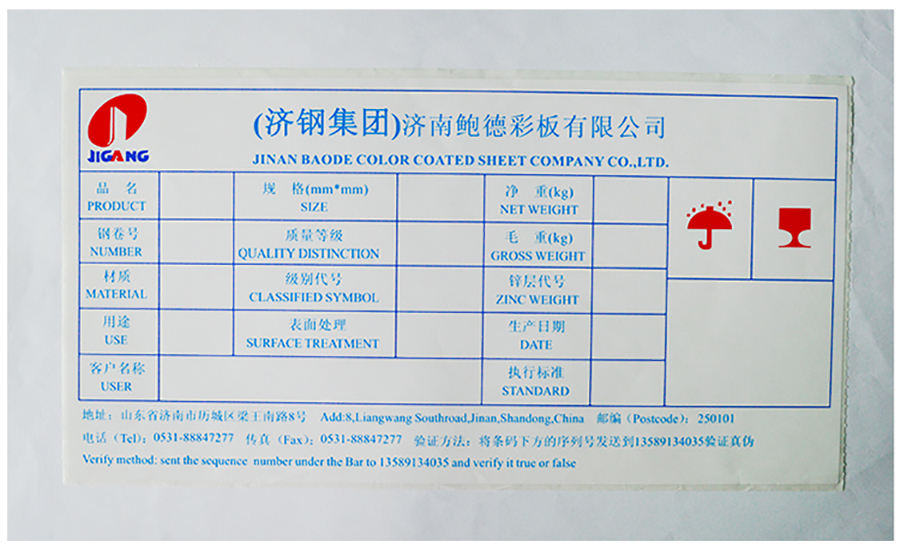 (济钢集团)济南鲍德彩板有限公司
JIGANG
JINAN BAODE COLOR COATED SHEET COMPANY CO.,LTD.
品 名 规 格(mm*mm) 净 重(kg)
PRODUCT SIZE NET WEIGHT
钢卷号 质量等级 毛 重(kg)
NUMBER QUALITY DISTINCTION GROSS WEIGHT
材质 级别代号 锌层代号
MATERIAL CLASSIFIED SYMBOL ZINC WEIGHT
用途 表面处理 生产日期
USE SURFACE TREATMENT DATE
客户名称 执行标准
USER STANDARD
地址：山东省济南市历城区梁王南路8号 Add:8,Liangwang Southroad,Jinan,Shandong,China 邮编（Postcode）：250101
电话（Tel）：0531-88847277 传真（Fax）：0531-88847277 验证方法：将条码下方的序列号发送到13589134035验证真伪
Verify method: sent the sequence number under the Bar to 13589134035 and verify it true or false